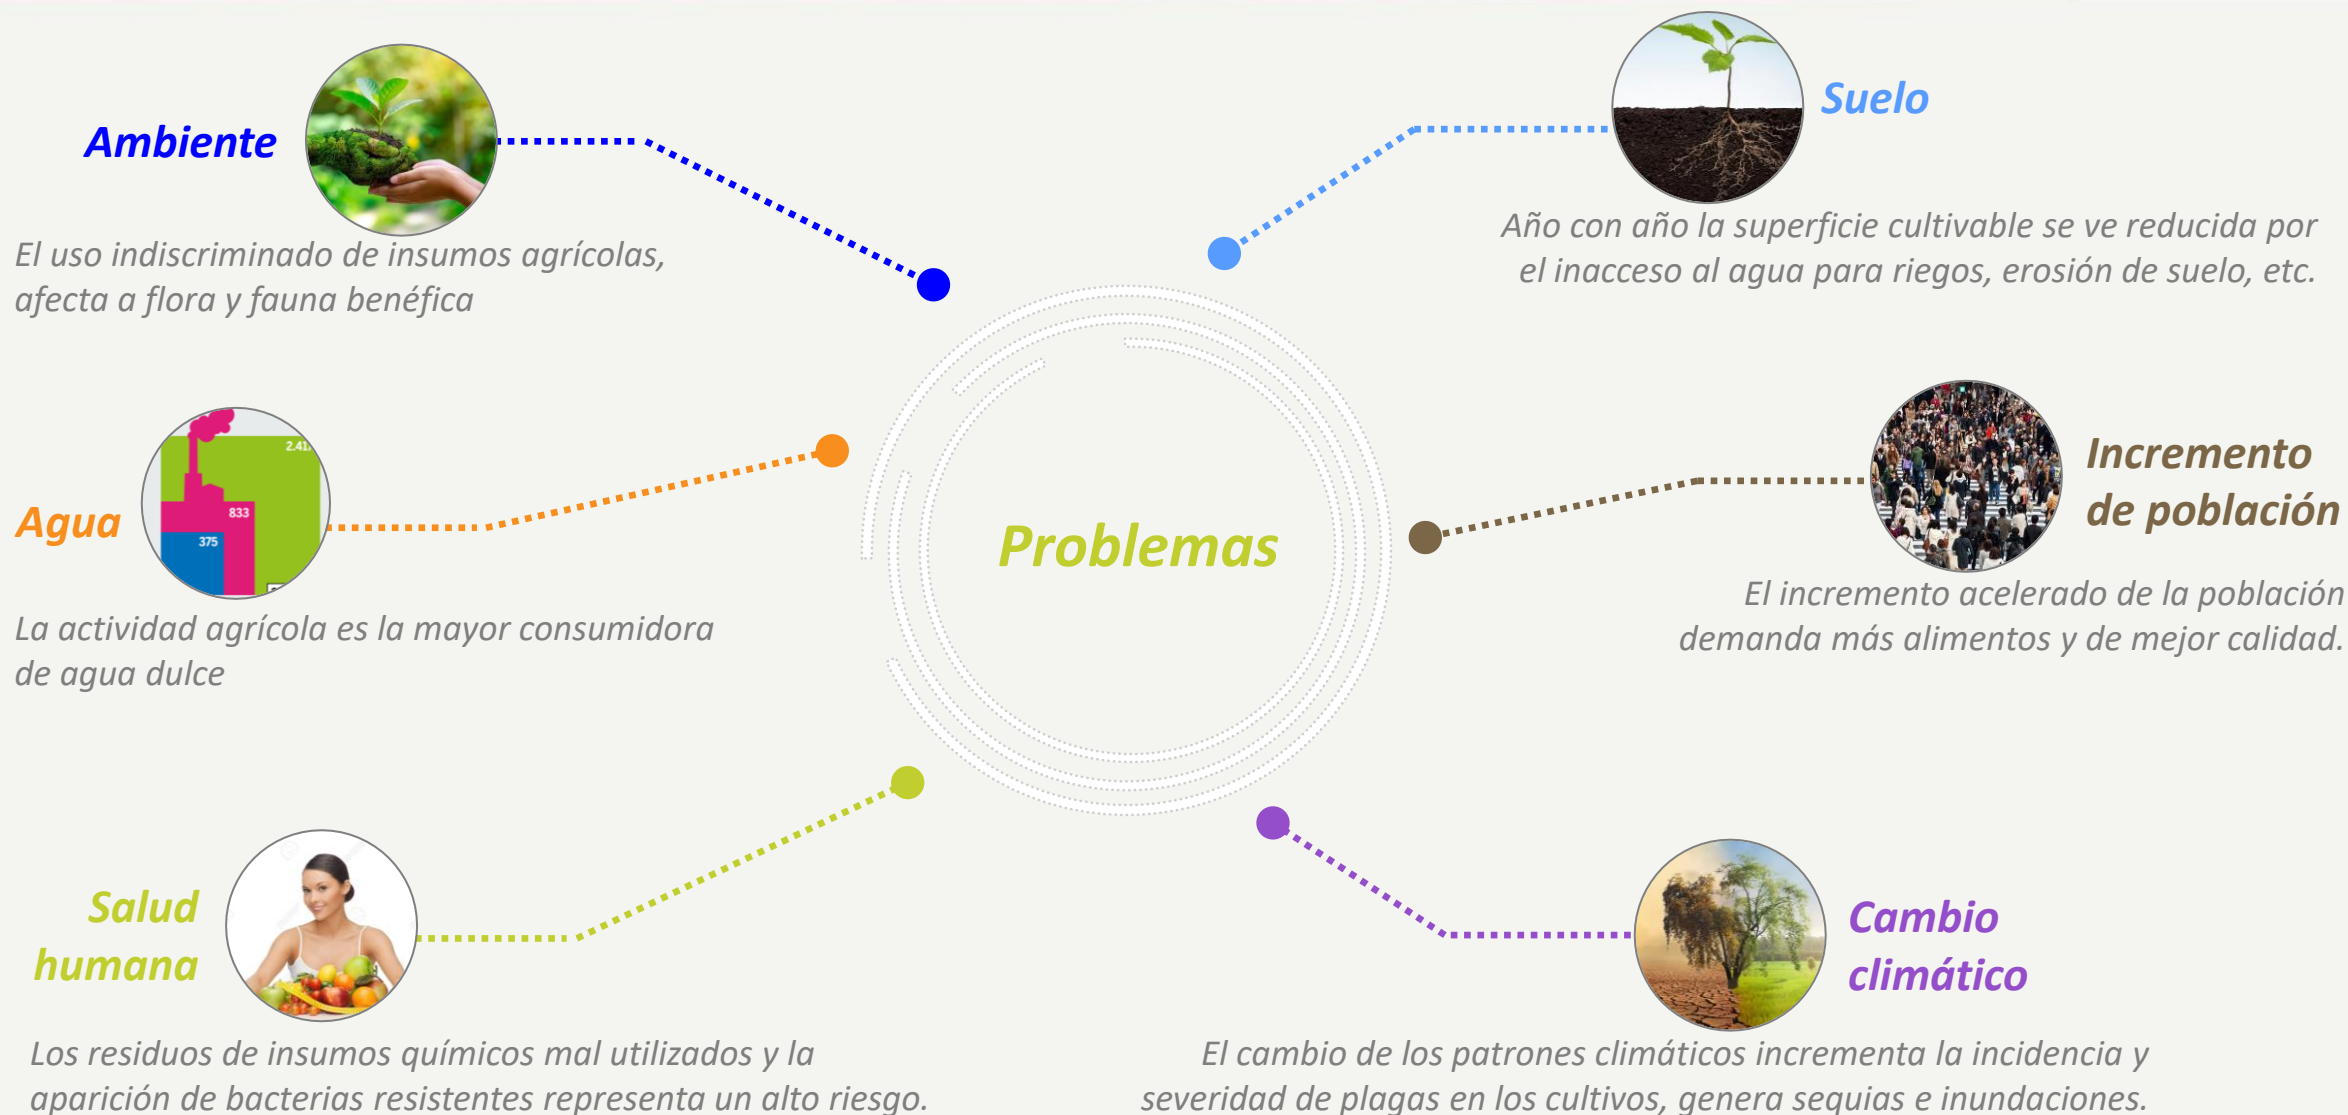 Ambiente
El uso indiscriminado de insumos agrícolas,
afecta a flora y fauna benéfica
Suelo
Año con año la superficie cultivable se ve reducida por
el inacceso al agua para riegos, erosión de suelo, etc.
Agua
833
375
La actividad agrícola es la mayor consumidora
de agua dulce
Problemas
Incremento
de población
El incremento acelerado de la población
demanda más alimentos y de mejor calidad.
Salud
humana
Los residuos de insumos químicos mal utilizados y la
aparición de bacterias resistentes representa un alto riesgo.
Cambio
climático
El cambio de los patrones climáticos incrementa la incidencia y
severidad de plagas en los cultivos, genera sequias e inundaciones.